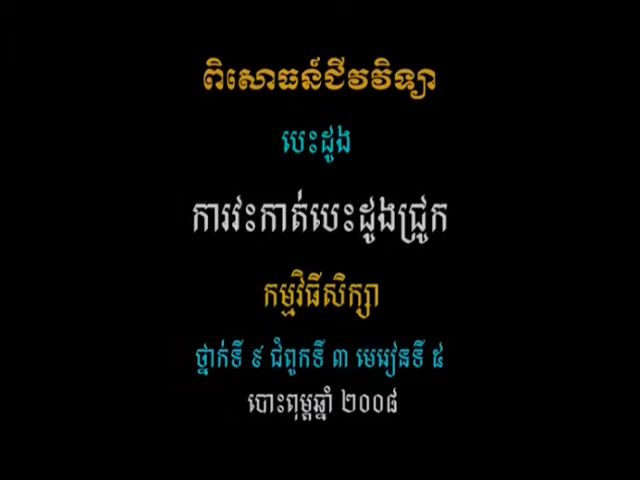 ពិសោធន៍ជីវវិទ្យា
បេះដូង
ការវះកាត់បេះដូងជ្រូក
កម្មវិធីសិក្សា
ថ្នាក់ទី ៩ ជំពូកទី ៣ មេរៀនទី ៥
បោះពុម្ពឆ្នាំ ២០០៨